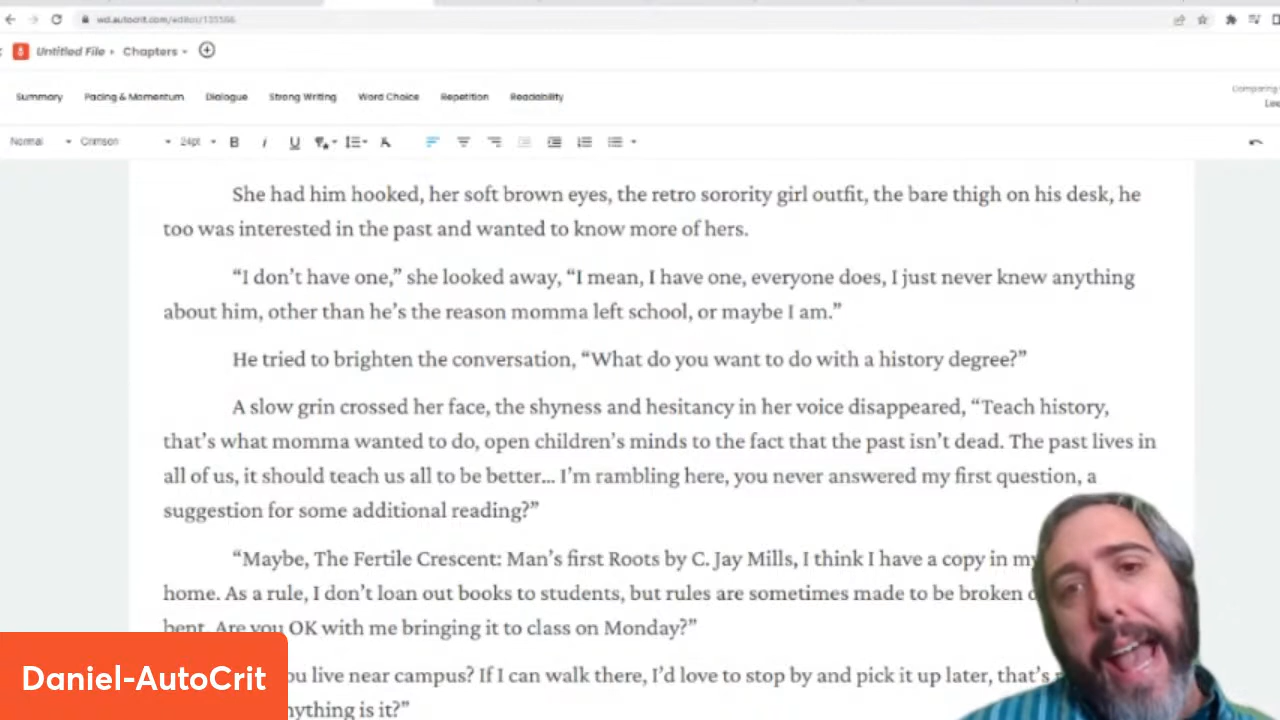 wd.autocrit.com/editor/135586
Untitled File Chapters
Summary Pacing & Momentum Dialogue Strong Writing Word Choice Repetition Readability
Comparing
Normal Crimson 24pt B i U
She had him hooked, her soft brown eyes, the retro sorority girl outfit, the bare thigh on his desk, he
too was interested in the past and wanted to know more of hers.
“I don’t have one,” she looked away, “I mean, I have one, everyone does, I just never knew anything
about him, other than he’s the reason momma left school, or maybe I am.”
He tried to brighten the conversation, “What do you want to do with a history degree?”
A slow grin crossed her face, the shyness and hesitancy in her voice disappeared, “Teach history,
that’s what momma wanted to do, open children’s minds to the fact that the past isn’t dead. The past lives in
all of us, it should teach us all to be better... I’m rambling here, you never answered my first question, a
suggestion for some additional reading?”
“Maybe, The Fertile Crescent: Man’s first Roots by C. Jay Mills, I think I have a copy in my
home. As a rule, I don’t loan out books to students, but rules are sometimes made to be broken
bent. Are you OK with me bringing it to class on Monday?”
you live near campus? If I can walk there, I’d love to stop by and pick it up later, that’s
anything is it?”
Daniel-AutoCrit